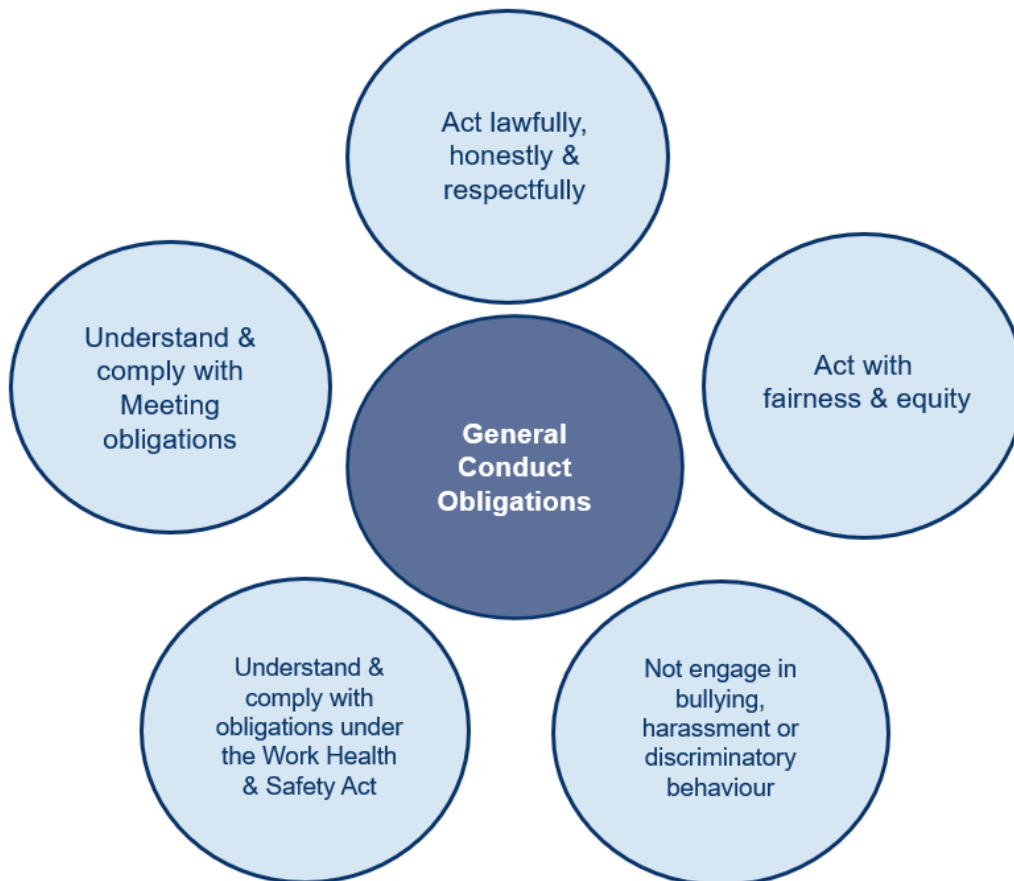 Act lawfully,
honestly &
respectfully
Understand &
comply with
Meeting
obligations
Act with
fairness & equity
General
Conduct
Obligations
Understand &
comply with
obligations under
the Work Health
& Safety Act
Not engage in
bullying,
harassment or
discriminatory
behaviour